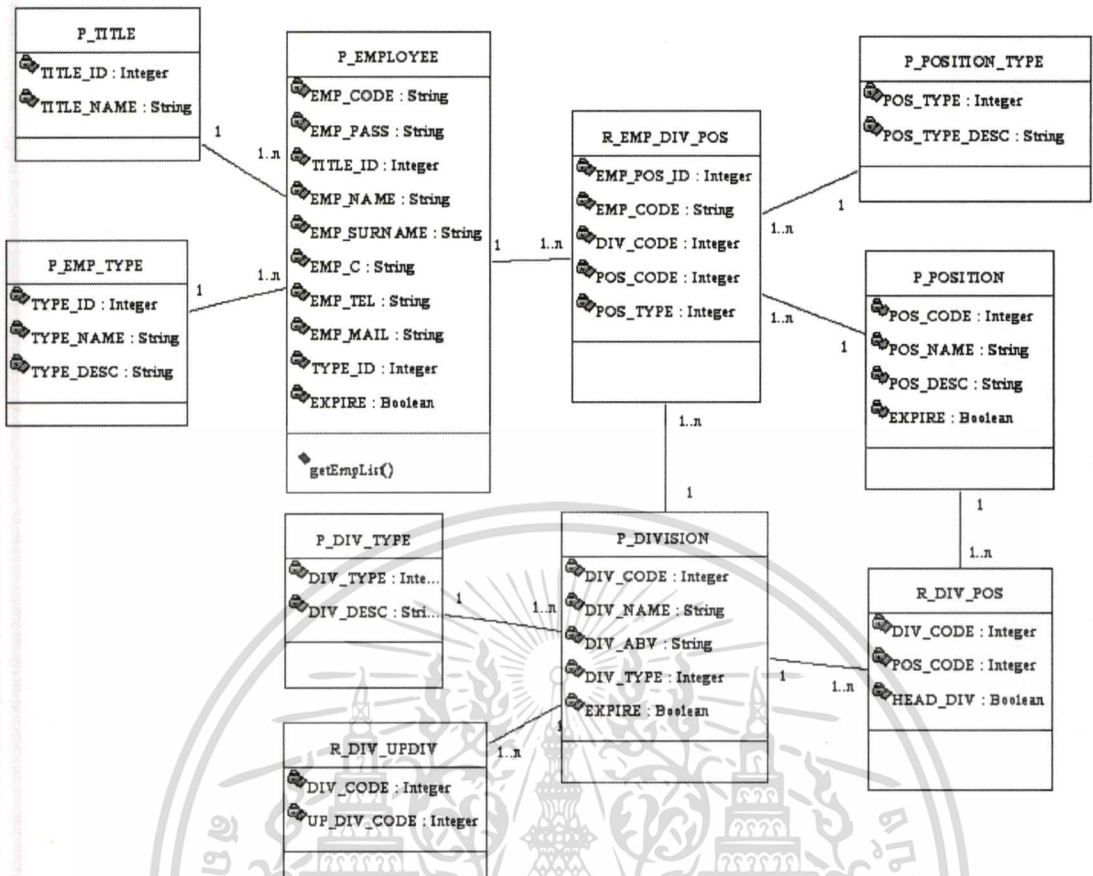 P_TITLE
TITLE_ID : Integer
TITLE_NAME : String
1
1..n
P_EMP_TYPE
TYPE_ID : Integer
TYPE_NAME : String
TYPE_DESC : String
1
1..n
P_EMPLOYEE
EMP_CODE : String
EMP_PASS : String
TITLE_ID : Integer
EMP_NAME : String
EMP_SURNAME : String
EMP_C : String
EMP_TEL : String
EMP_MAIL : String
TYPE_ID : Integer
EXPIRE : Boolean
getEmpList()
1
1..n
R_EMP_DIV_POS
EMP_POS_ID : Integer
EMP_CODE : String
DIV_CODE : Integer
POS_CODE : Integer
POS_TYPE : Integer
1..n
1
P_POSITION_TYPE
POS_TYPE : Integer
POS_TYPE_DESC : String
1..n
1
P_POSITION
POS_CODE : Integer
POS_NAME : String
POS_DESC : String
EXPIRE : Boolean
1..n
1
1
1..n
P_DIV_TYPE
DIV_TYPE : Inte...
DIV_DESC : Stri...
1
1..n
P_DIVISION
DIV_CODE : Integer
DIV_NAME : String
DIV_ABV : String
DIV_TYPE : Integer
EXPIRE : Boolean
1
1..n
R_DIV_POS
DIV_CODE : Integer
POS_CODE : Integer
HEAD_DIV : Boolean
1
1..n
R_DIV_UPDIV
DIV_CODE : Integer
UP_DIV_CODE : Integer